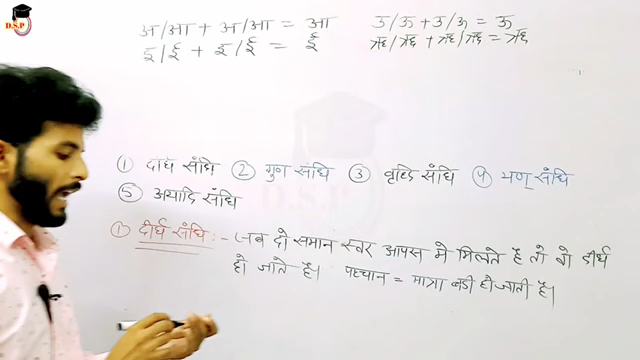 D.S.P
अ/आ + अ/आ = आ
इ/ई + इ/ई = ई
उ/ऊ + उ/ऊ = ऊ
ऋ/ऋ + ऋ/ऋ = ऋ
① दीर्घ संधि ② गुण संधि ③ वृद्धि संधि ④ यण् संधि
⑤ अयादि संधि
① दीर्घ संधि :- जब दो समान स्वर आपस मे मिलते है तो वो दीर्घ
हो जाते है। पहचान = मात्रा बडी हो जाती है।